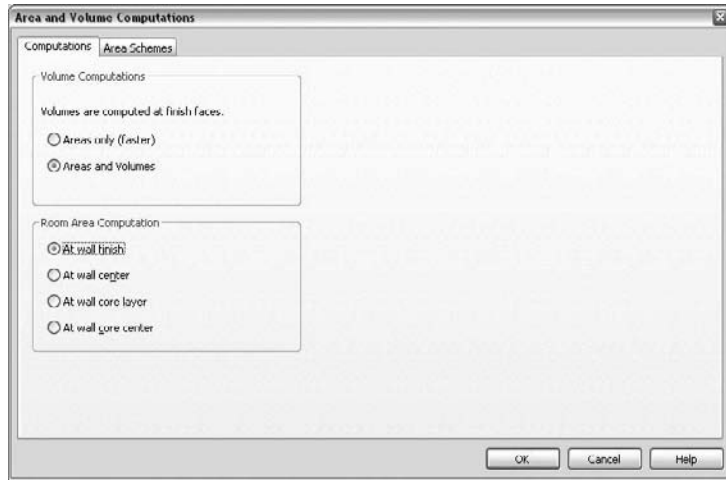 Area and Volume Computations
Computations
Area Schemes
Volume Computations
Volumes are computed at finish faces.
Areas only (faster)
Areas and Volumes
Room Area Computation
At wall finish
At wall center
At wall core layer
At wall core center
OK
Cancel
Help